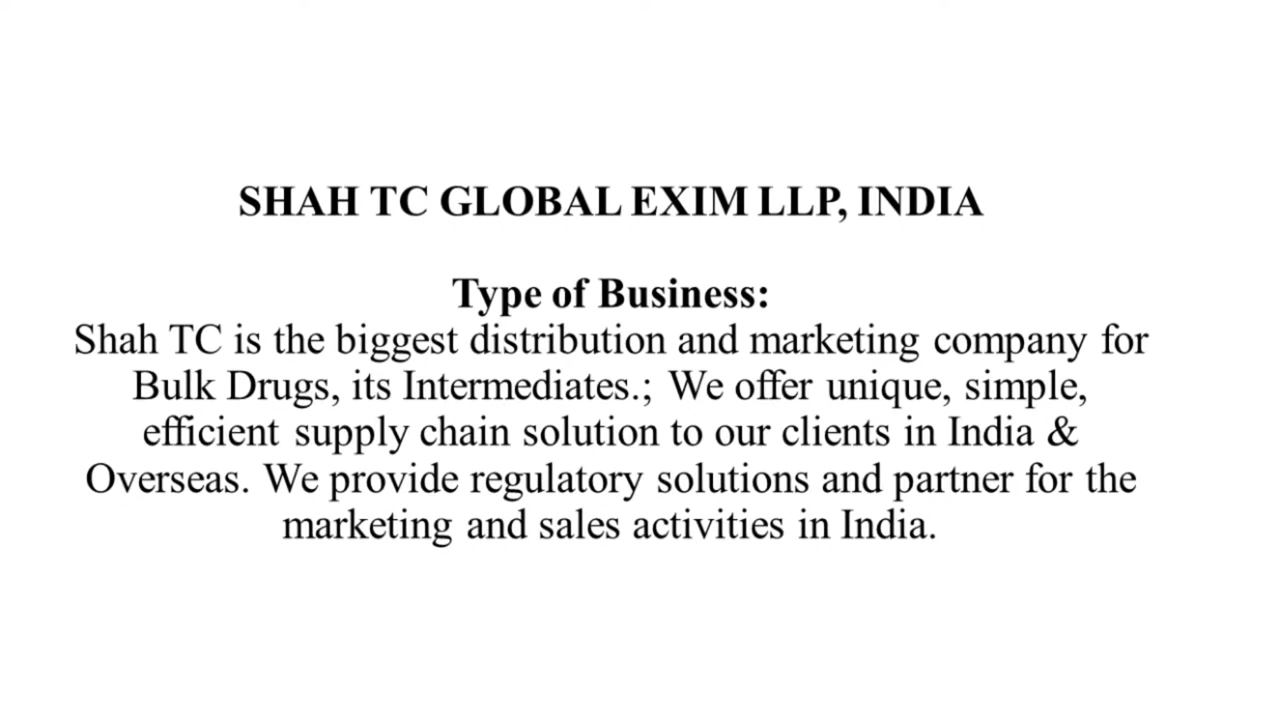 SHAH TC GLOBAL EXIM LLP, INDIA
Type of Business:
Shah TC is the biggest distribution and marketing company for
Bulk Drugs, its Intermediates.; We offer unique, simple,
efficient supply chain solution to our clients in India &
Overseas. We provide regulatory solutions and partner for the
marketing and sales activities in India.